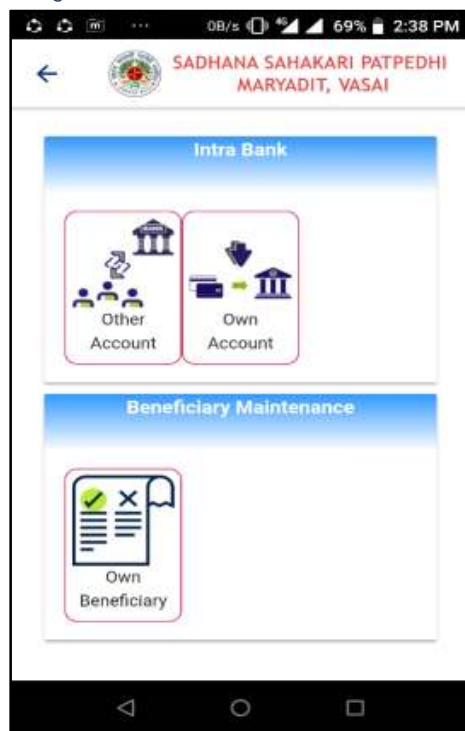 0B/s 4G 69% 2:38 PM
SADHANA SAHAKARI PATPEDHI
MARYADIT, VASAI
Intra Bank
Other
Account
Own
Account
Beneficiary Maintenance
Own
Beneficiary